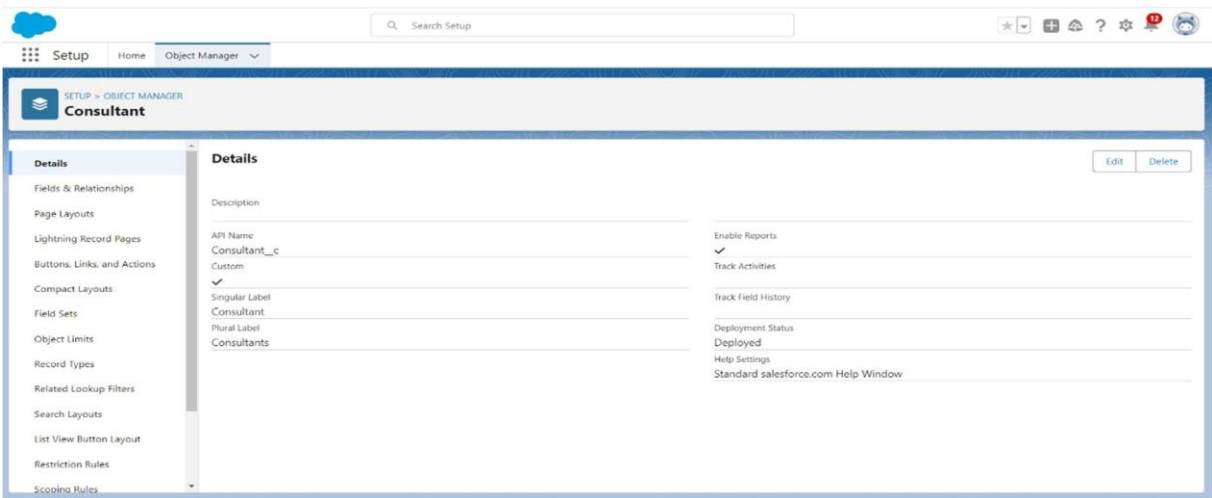 Search Setup
12
Setup Home Object Manager
SETUP > OBJECT MANAGER
Consultant
Details
Fields & Relationships
Page Layouts
Lightning Record Pages
Buttons, Links, and Actions
Compact Layouts
Field Sets
Object Limits
Record Types
Related Lookup Filters
Search Layouts
List View Button Layout
Restriction Rules
Scoping Rules
Details
Edit Delete
Description
API Name
Consultant__c
Custom
Singular Label
Consultant
Plural Label
Consultants
Enable Reports
Track Activities
Track Field History
Deployment Status
Deployed
Help Settings
Standard salesforce.com Help Window